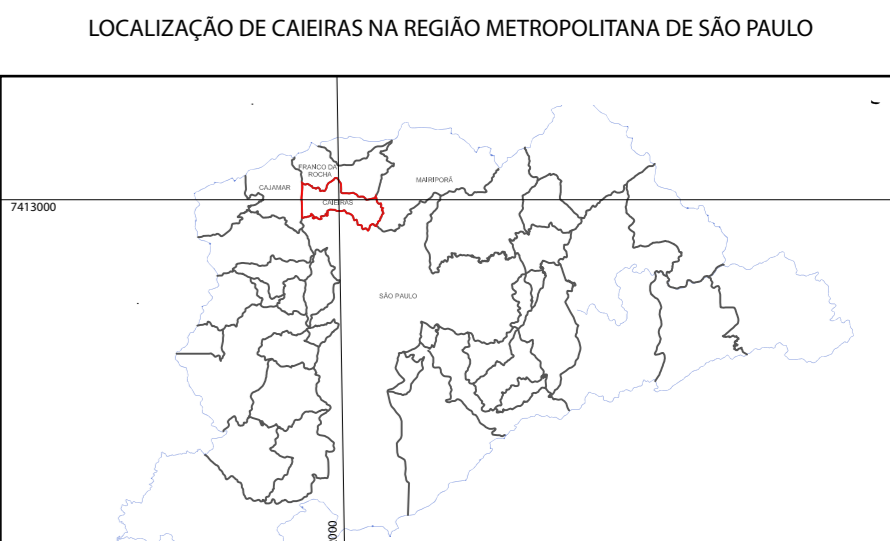 LOCALIZAÇÃO DE CAIEIRAS NA REGIÃO METROPOLITANA DE SÃO PAULO
FRANCO DA
ROCHA
CAJAMAR
MAIRIPORÃ
CAIEIRAS
7413000
SÃO PAULO